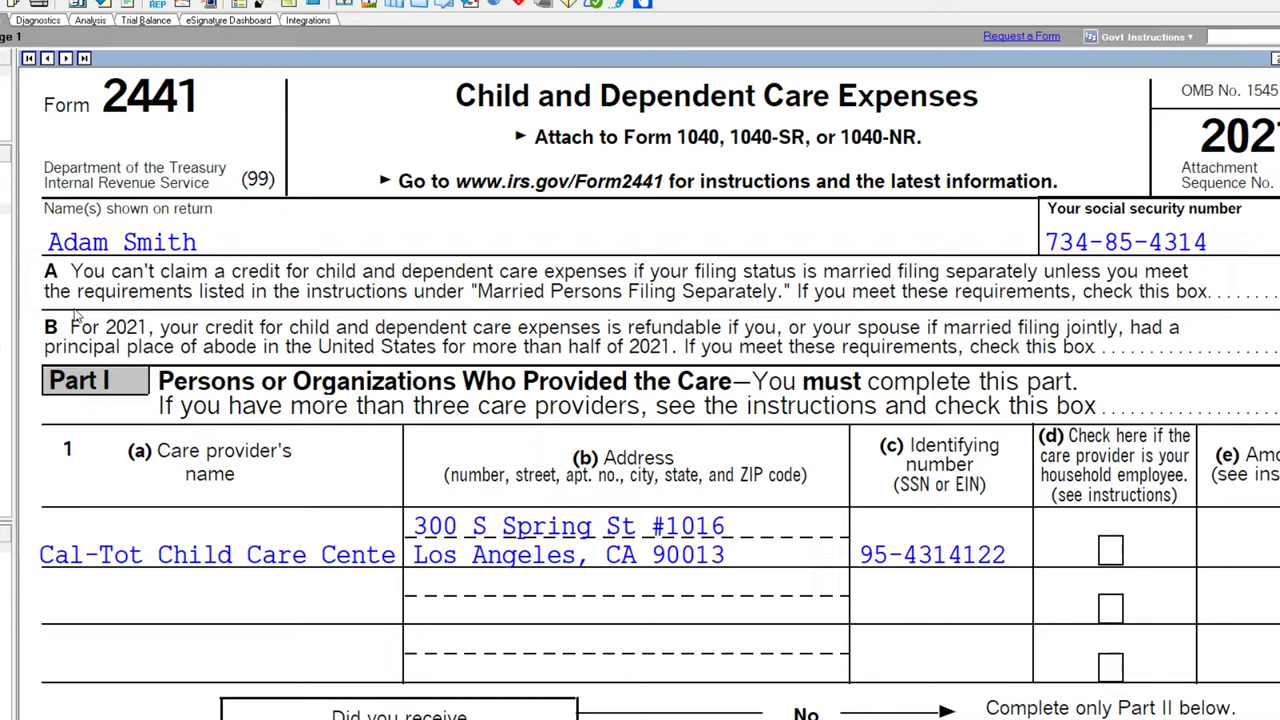 REP
Diagnostics Analysis Trial Balance eSignature Dashboard Integrations
ge 1 Request a Form Govt Instructions
Form 2441
Child and Dependent Care Expenses
► Attach to Form 1040, 1040-SR, or 1040-NR.
► Go to www.irs.gov/Form2441 for instructions and the latest information.
Department of the Treasury
Internal Revenue Service (99)
OMB No. 1545
202
Attachment
Sequence No.
Name(s) shown on return
Adam Smith
Your social security number
734-85-4314
A You can't claim a credit for child and dependent care expenses if your filing status is married filing separately unless you meet
the requirements listed in the instructions under "Married Persons Filing Separately." If you meet these requirements, check this box. . . . . . .
B For 2021, your credit for child and dependent care expenses is refundable if you, or your spouse if married filing jointly, had a
principal place of abode in the United States for more than half of 2021. If you meet these requirements, check this box . . . . . . . . . . . . . . . .
Part I Persons or Organizations Who Provided the Care—You must complete this part.
If you have more than three care providers, see the instructions and check this box . . . . . . . . . . . . . . . .
1 (a) Care provider's
name
(b) Address
(number, street, apt. no., city, state, and ZIP code)
(c) Identifying
number
(SSN or EIN)
(d) Check here if the
care provider is your
household employee.
(see instructions)
(e) Amo
(see ins
300 S Spring St #1016
Cal-Tot Child Care Cente Los Angeles, CA 90013 95-4314122
Did you receive
No ► Complete only Part II below.